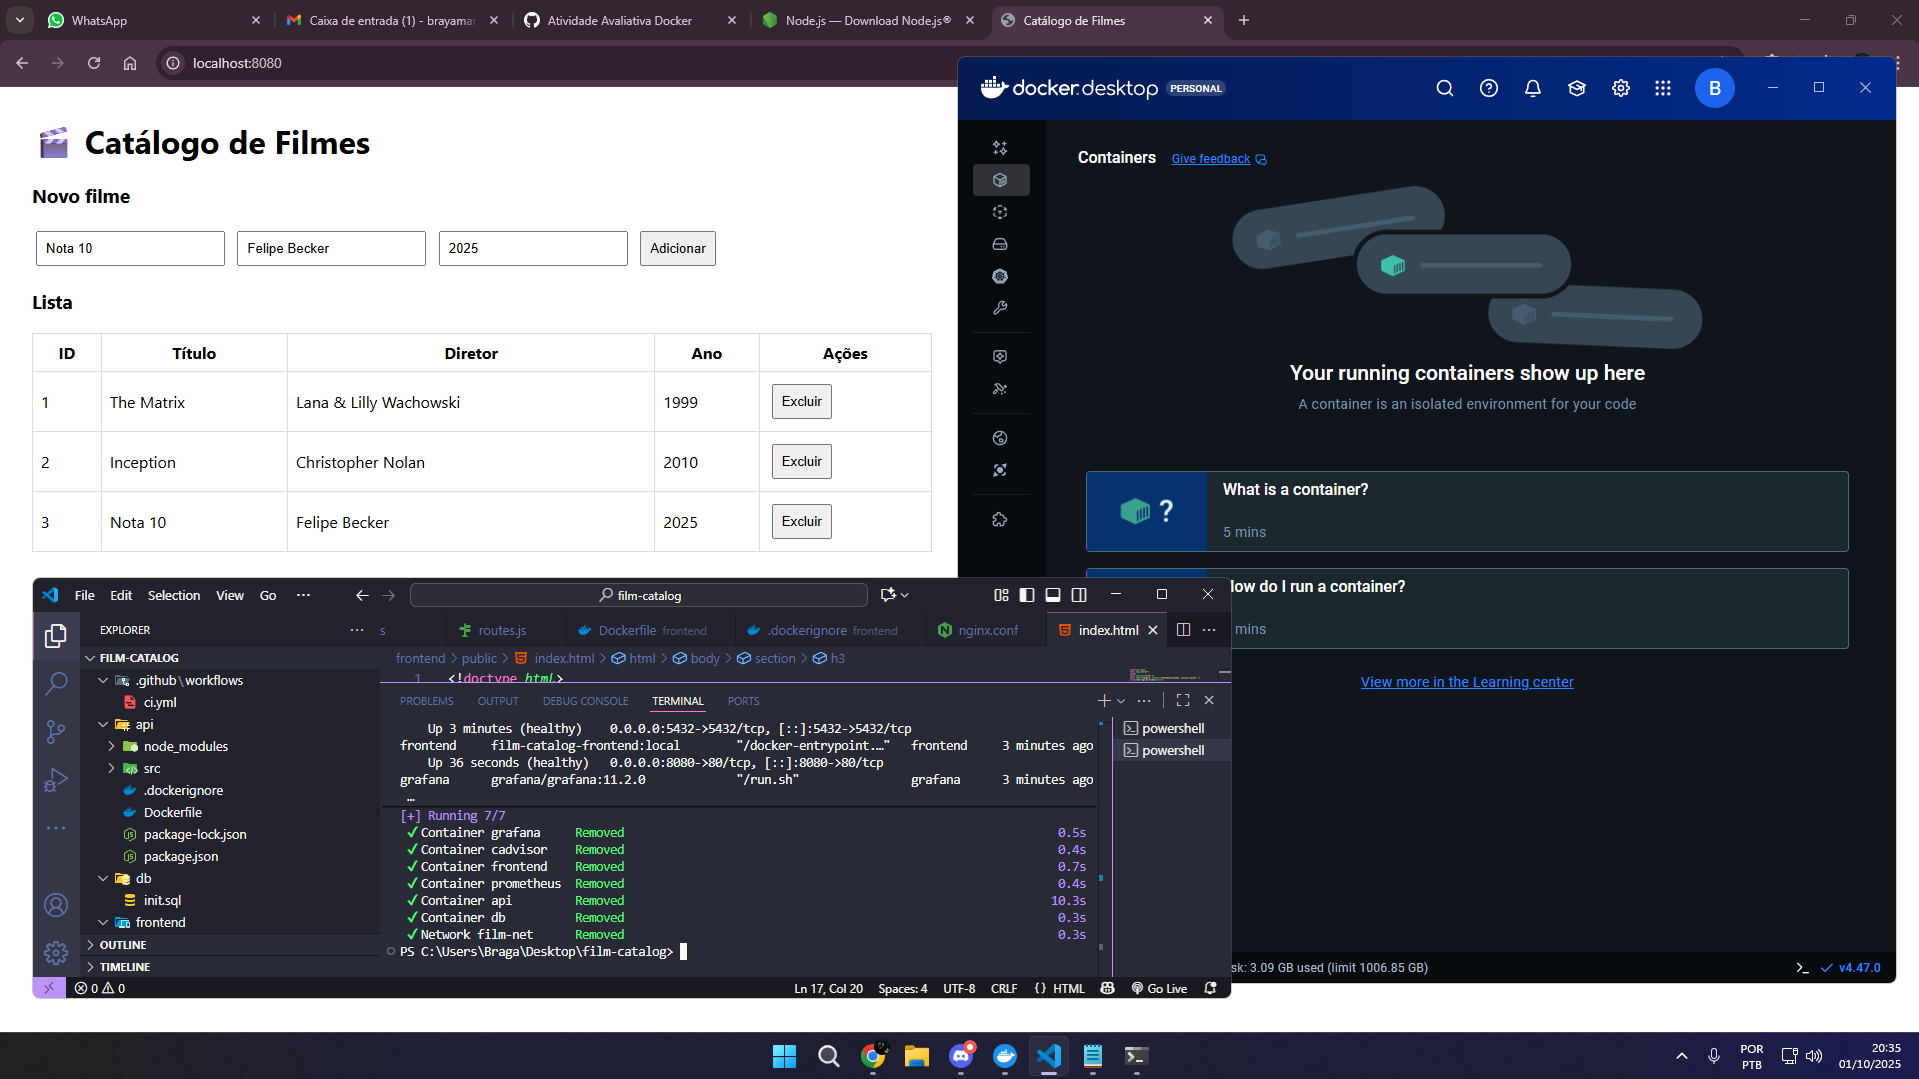 WhatsApp
Caixa de entrada (1) - brayamar
Atividade Avaliativa Docker
Node.js — Download Node.js®
Catálogo de Filmes
localhost:8080
Catálogo de Filmes
Novo filme
Nota 10
Felipe Becker
2025
Adicionar
Lista
ID Título Diretor Ano Ações
1 The Matrix Lana & Lilly Wachowski 1999 Excluir
2 Inception Christopher Nolan 2010 Excluir
3 Nota 10 Felipe Becker 2025 Excluir
docker.desktop PERSONAL
B
Containers Give feedback
Your running containers show up here
A container is an isolated environment for your code
?
What is a container?
5 mins
How do I run a container?
mins
View more in the Learning center
sk: 3.09 GB used (limit 1006.85 GB)
v4.47.0
File Edit Selection View Go ···
film-catalog
EXPLORER
s
routes.js
Dockerfile frontend
.dockerignore frontend
nginx.conf
index.html
FILM-CATALOG
.github\workflows
ci.yml
api
node_modules
src
.dockerignore
Dockerfile
package-lock.json
package.json
db
init.sql
frontend
OUTLINE
TIMELINE
frontend > public > index.html > html > body > section > h3
1 <!doctype html>
PROBLEMS OUTPUT DEBUG CONSOLE TERMINAL PORTS
Up 3 minutes (healthy) 0.0.0.0:5432->5432/tcp, [::]:5432->5432/tcp
frontend film-catalog-frontend:local "/docker-entrypoint.…" frontend 3 minutes ago
Up 36 seconds (healthy) 0.0.0.0:8080->80/tcp, [::]:8080->80/tcp
grafana grafana/grafana:11.2.0 "/run.sh" grafana 3 minutes ago
…
[+] Running 7/7
✓ Container grafana Removed 0.5s
✓ Container cadvisor Removed 0.4s
✓ Container frontend Removed 0.7s
✓ Container prometheus Removed 0.4s
✓ Container api Removed 10.3s
✓ Container db Removed 0.3s
✓ Network film-net Removed 0.3s
PS C:\Users\Braga\Desktop\film-catalog>
powershell
powershell
0 0
Ln 17, Col 20 Spaces: 4 UTF-8 CRLF {} HTML Go Live
POR
PTB
20:35
01/10/2025